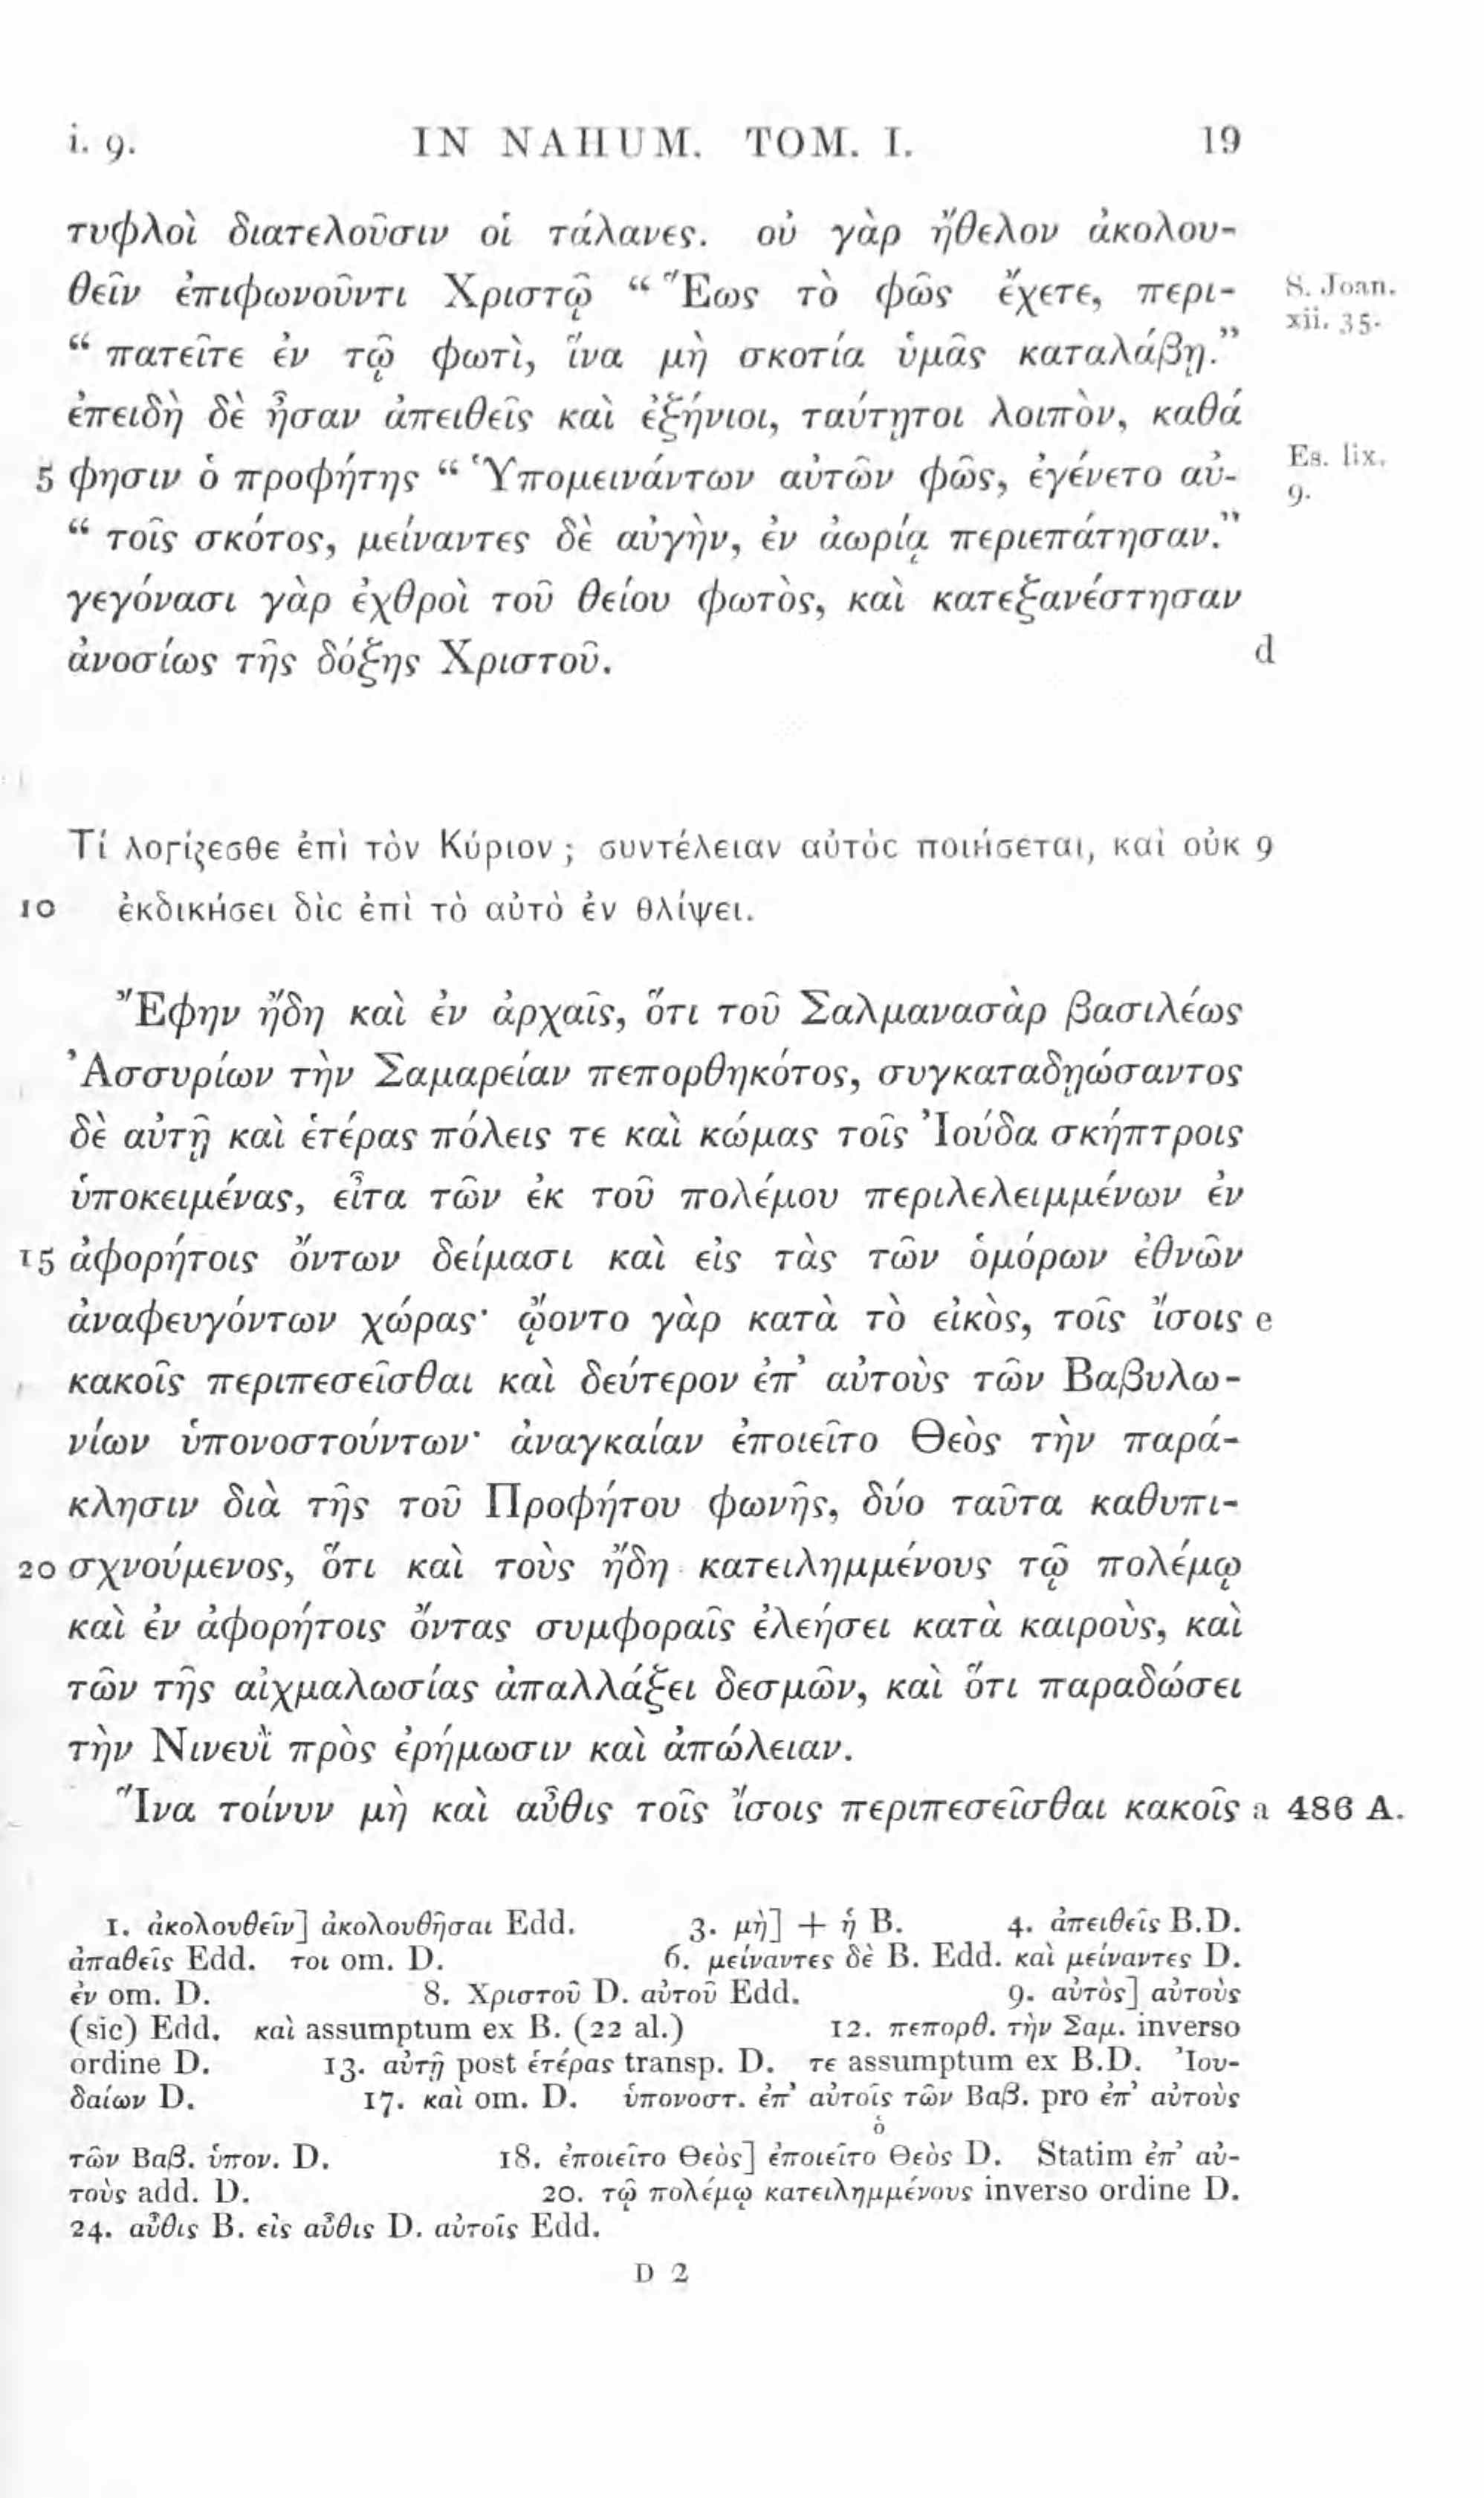 i. 9. IN NAHUM. TOM. I. 19
τυφλοὶ διατελοῦσιν οἱ τάλανες. οὐ γὰρ ἤθελον ἀκολου-
θεῖν ἐπιφωνοῦντι Χριστῷ “ Ἕως τὸ φῶς ἔχετε, περι- S. Joan.
“ πατεῖτε ἐν τῷ φωτὶ, ἵνα μὴ σκοτία ὑμᾶς καταλάβῃ.” xii. 35.
ἐπειδὴ δὲ ἦσαν ἀπειθεῖς καὶ ἐξήνιοι, ταύτῃτοι λοιπὸν, καθά
5 φησιν ὁ προφήτης “ Ὑπομεινάντων αὐτῶν φῶς, ἐγένετο αὐ- Es. lix.
9.
“ τοῖς σκότος, μείναντες δὲ αὐγὴν, ἐν ἀωρίᾳ περιεπάτησαν.”
γεγόνασι γὰρ ἐχθροὶ τοῦ θείου φωτὸς, καὶ κατεξανέστησαν
ἀνοσίως τῆς δόξης Χριστοῦ. d
Τί λογίζεσθε ἐπὶ τὸν Κύριον ; συντέλειαν αὐτὸς ποιήσεται, καὶ οὐκ 9
10 ἐκδικήσει δὶς ἐπὶ τὸ αὐτὸ ἐν θλίψει.
Ἔφην ἤδη καὶ ἐν ἀρχαῖς, ὅτι τοῦ Σαλμανασὰρ βασιλέως
Ἀσσυρίων τὴν Σαμαρείαν πεπορθηκότος, συγκαταδῃώσαντος
δὲ αὐτῇ καὶ ἑτέρας πόλεις τε καὶ κώμας τοῖς Ἰούδα σκήπτροις
ὑποκειμένας, εἶτα τῶν ἐκ τοῦ πολέμου περιλελειμμένων ἐν
15 ἀφορήτοις ὄντων δείμασι καὶ εἰς τὰς τῶν ὁμόρων ἐθνῶν
ἀναφευγόντων χώρας· ᾤοντο γὰρ κατὰ τὸ εἰκὸς, τοῖς ἴσοις e
κακοῖς περιπεσεῖσθαι καὶ δεύτερον ἐπ’ αὐτοὺς τῶν Βαβυλω-
νίων ὑπονοστούντων· ἀναγκαίαν ἐποιεῖτο Θεὸς τὴν παρά-
κλησιν διὰ τῆς τοῦ Προφήτου φωνῆς, δύο ταῦτα καθυπι-
20 σχνούμενος, ὅτι καὶ τοὺς ἤδη κατειλημμένους τῷ πολέμῳ
καὶ ἐν ἀφορήτοις ὄντας συμφοραῖς ἐλεήσει κατὰ καιροὺς, καὶ
τῶν τῆς αἰχμαλωσίας ἀπαλλάξει δεσμῶν, καὶ ὅτι παραδώσει
τὴν Νινευῒ πρὸς ἐρήμωσιν καὶ ἀπώλειαν.
Ἵνα τοίνυν μὴ καὶ αὖθις τοῖς ἴσοις περιπεσεῖσθαι κακοῖς a 486 A.
1. ἀκολουθεῖν] ἀκολουθῆσαι Edd. 3. μὴ] + ἡ B. 4. ἀπειθεῖς B.D.
ἀπαθεῖς Edd. τοι om. D. 6. μείναντες δὲ B. Edd. καὶ μείναντες D.
ἐν om. D. 8. Χριστοῦ D. αὐτοῦ Edd. 9. αὐτὸς] αὐτοὺς
(sic) Edd. καὶ assumptum ex B. (22 al.) 12. πεπορθ. τὴν Σαμ. inverso
ordine D. 13. αὐτῇ post ἑτέρας transp. D. τε assumptum ex B.D. Ἰου-
δαίων D. 17. καὶ om. D. ὑπονοστ. ἐπ’ αὐτοῖς τῶν Βαβ. pro ἐπ’ αὐτοὺς
ὁ
τῶν Βαβ. ὑπον. D. 18. ἐποιεῖτο Θεὸς] ἐποιεῖτο Θεὸς D. Statim ἐπ’ αὐ-
τοὺς add. D. 20. τῷ πολέμῳ κατειλημμένους inverso ordine D.
24. αὖθις B. εἰς αὖθις D. αὐτοῖς Edd.
D 2